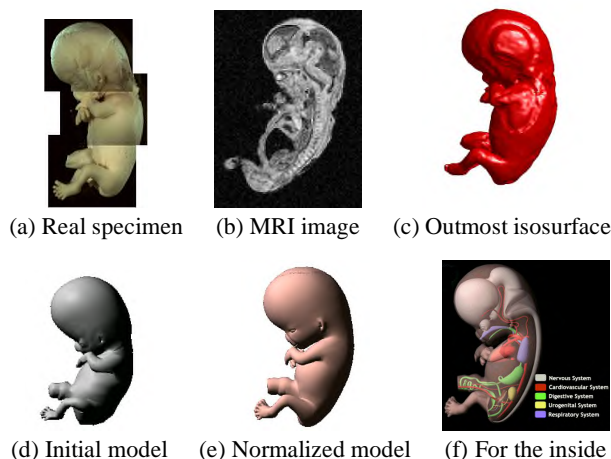 (a) Real specimen (b) MRI image (c) Outmost isosurface
Nervous System
Cardiovascular System
Digestive System
Urogenital System
Respiratory System
(d) Initial model (e) Normalized model (f) For the inside